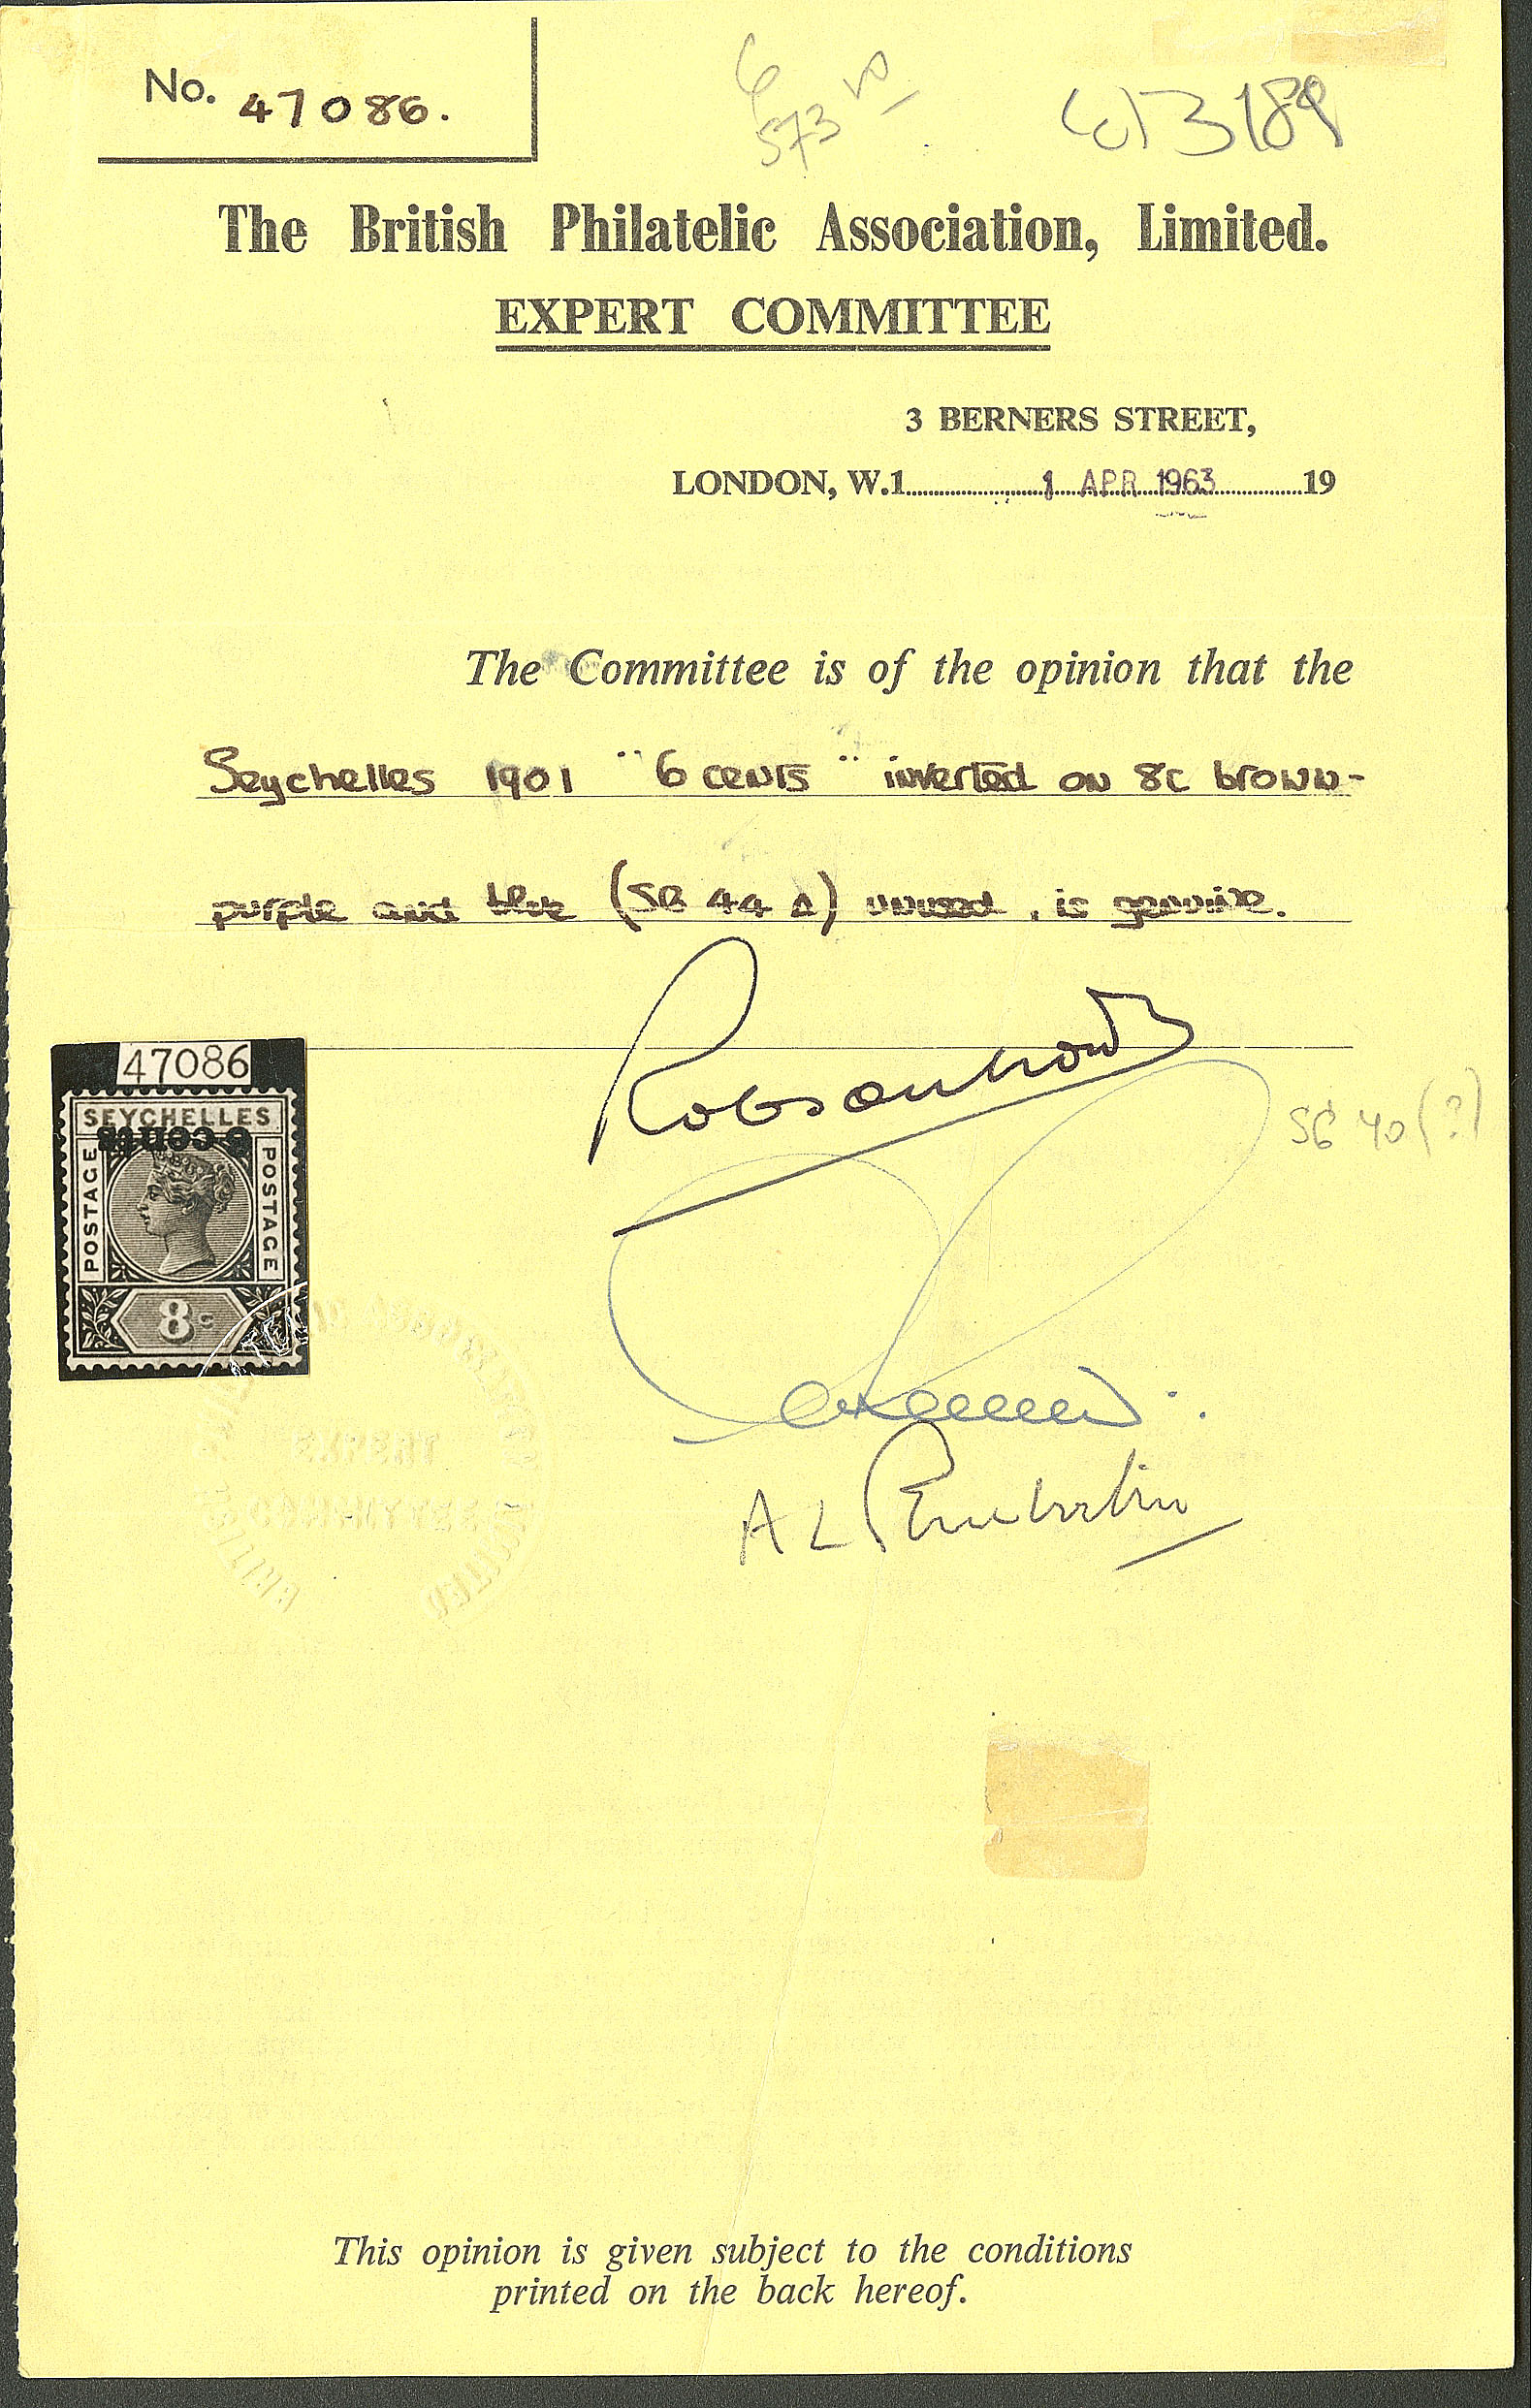 No. 47086.
573
The British Philatelic Association, Limited.
EXPERT COMMITTEE
3 BERNERS STREET,
LONDON, W.1 1 APR 1963 19
The Committee is of the opinion that the
Seychelles 1901 "6 cents" inverted on 8c brown-
purple and blue (SG 44 a) unused, is genuine.
47086
SEYCHELLES
6 cents
POSTAGE
POSTAGE
8c
SG 40 (?)
EXPERT
COMMITTEE
LIMITED
A L
This opinion is given subject to the conditions
printed on the back hereof.